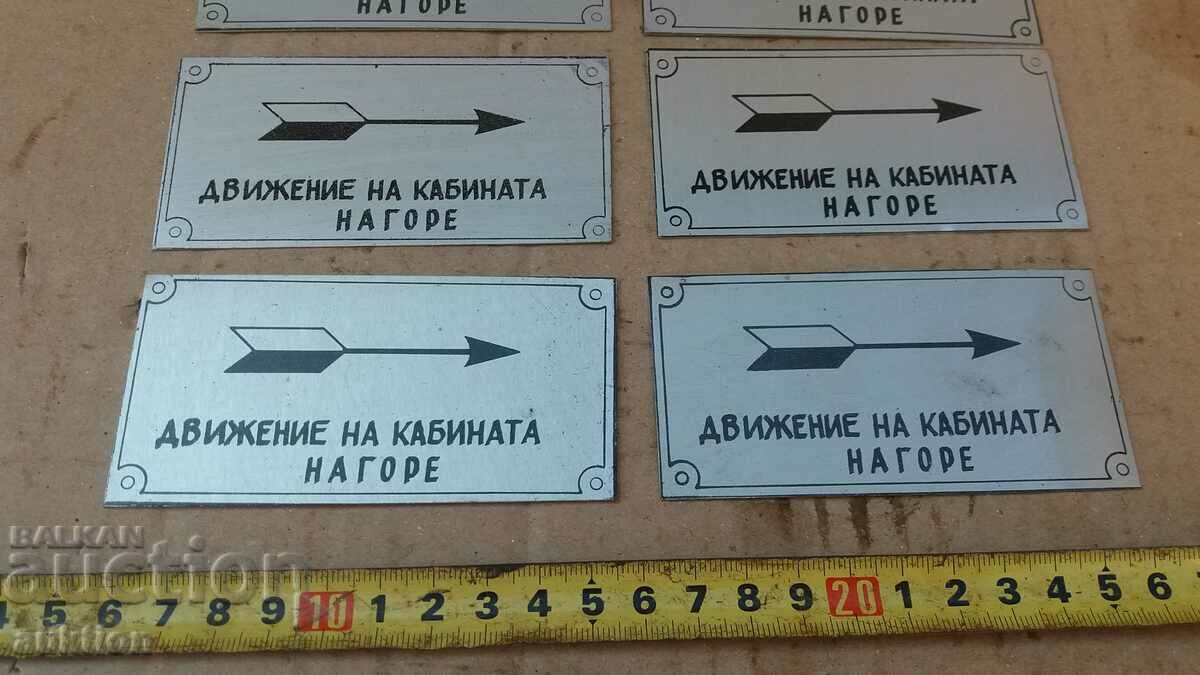 НАГОРЕ
НАГОРЕ
ДВИЖЕНИЕ НА КАБИНАТА
НАГОРЕ
ДВИЖЕНИЕ НА КАБИНАТА
НАГОРЕ
ДВИЖЕНИЕ НА КАБИНАТА
НАГОРЕ
ДВИЖЕНИЕ НА КАБИНАТА
НАГОРЕ
BALKAN
auction
aukton
4 5 6 7 8 9 10 1 2 3 4 5 6 7 8 9 20 1 2 3 4 5 6